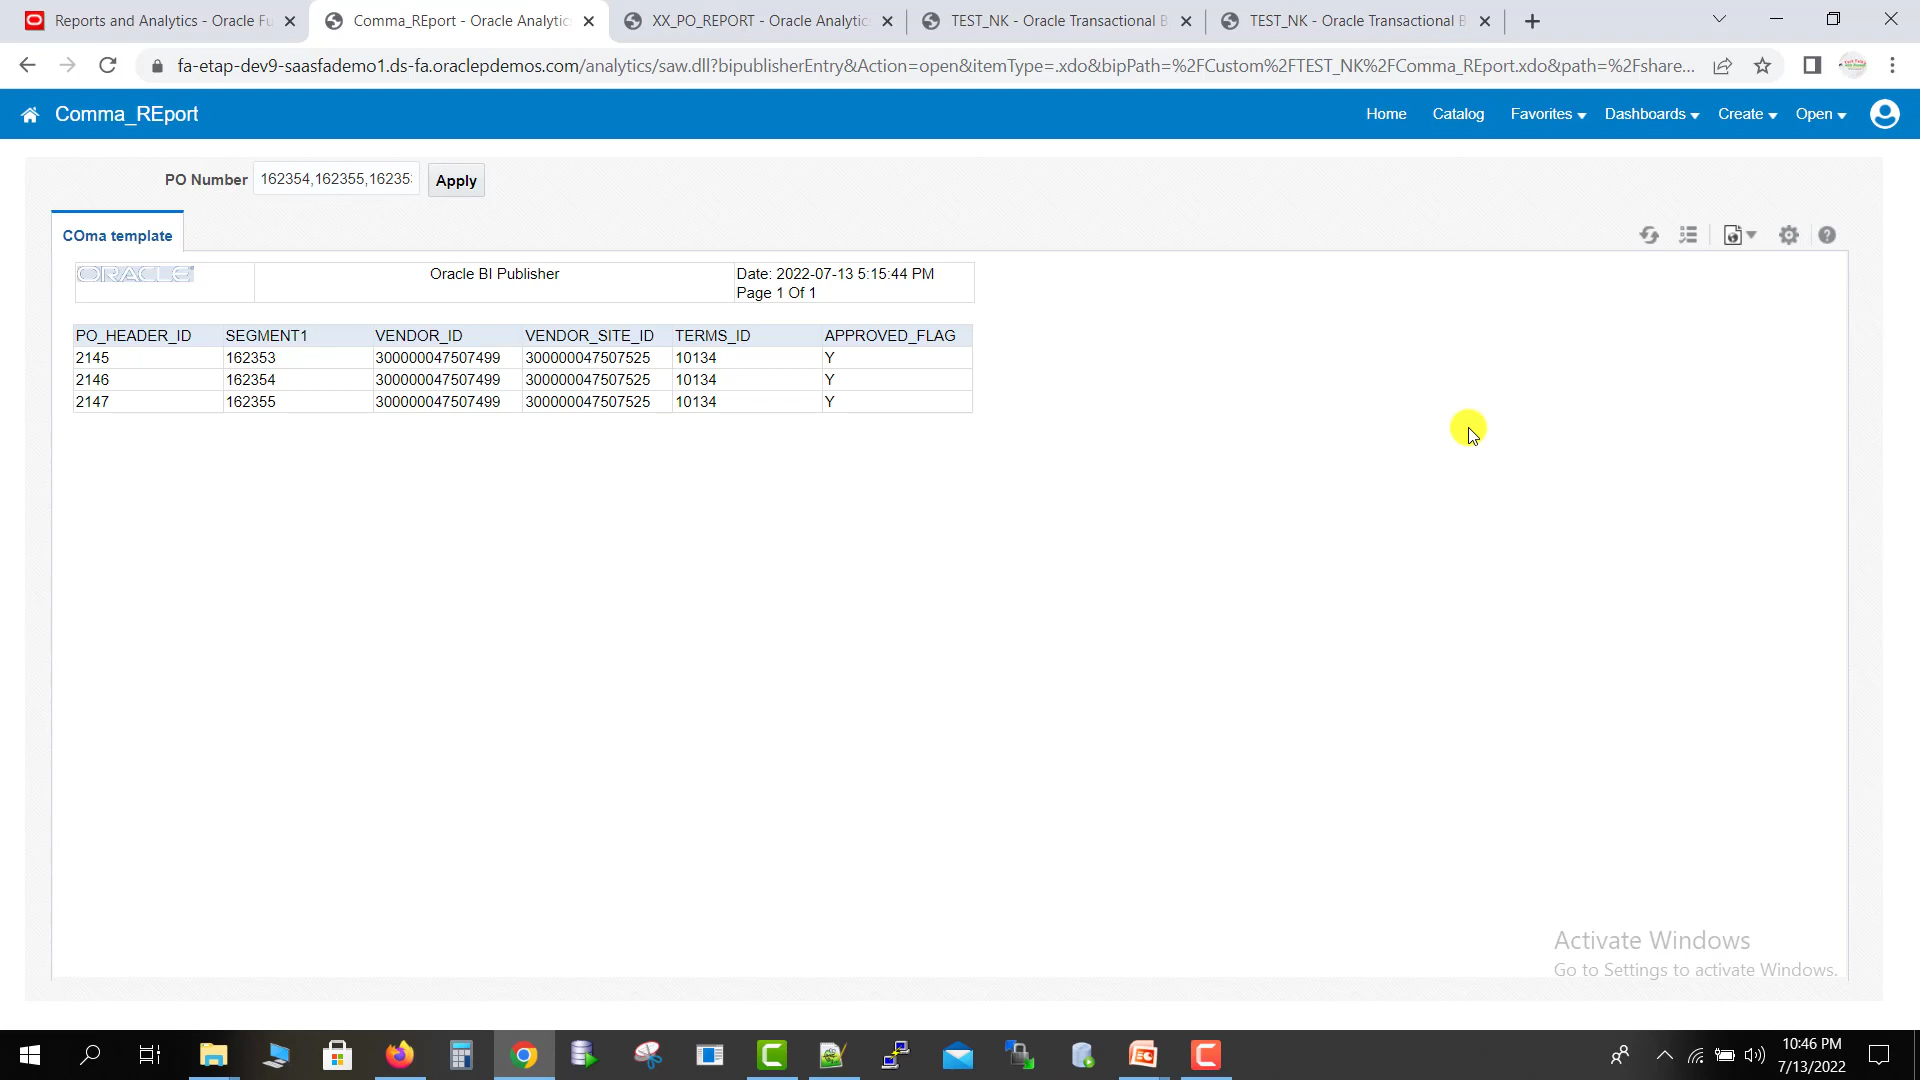 Reports and Analytics - Oracle Fu
Comma_REport - Oracle Analytic
XX_PO_REPORT - Oracle Analytic
TEST_NK - Oracle Transactional B
TEST_NK - Oracle Transactional B
fa-etap-dev9-saasfademo1.ds-fa.oraclepdemos.com/analytics/saw.dll?bipublisherEntry&Action=open&itemType=.xdo&bipPath=%2FCustom%2FTEST_NK%2FComma_REport.xdo&path=%2Fshare...
Comma_REport
Home Catalog Favorites Dashboards Create Open
PO Number 162354,162355,16235 Apply
COma template
ORACLE Oracle BI Publisher Date: 2022-07-13 5:15:44 PM
Page 1 Of 1
PO_HEADER_ID SEGMENT1 VENDOR_ID VENDOR_SITE_ID TERMS_ID APPROVED_FLAG
2145 162353 300000047507499 300000047507525 10134 Y
2146 162354 300000047507499 300000047507525 10134 Y
2147 162355 300000047507499 300000047507525 10134 Y
Activate Windows
Go to Settings to activate Windows.
10:46 PM
7/13/2022